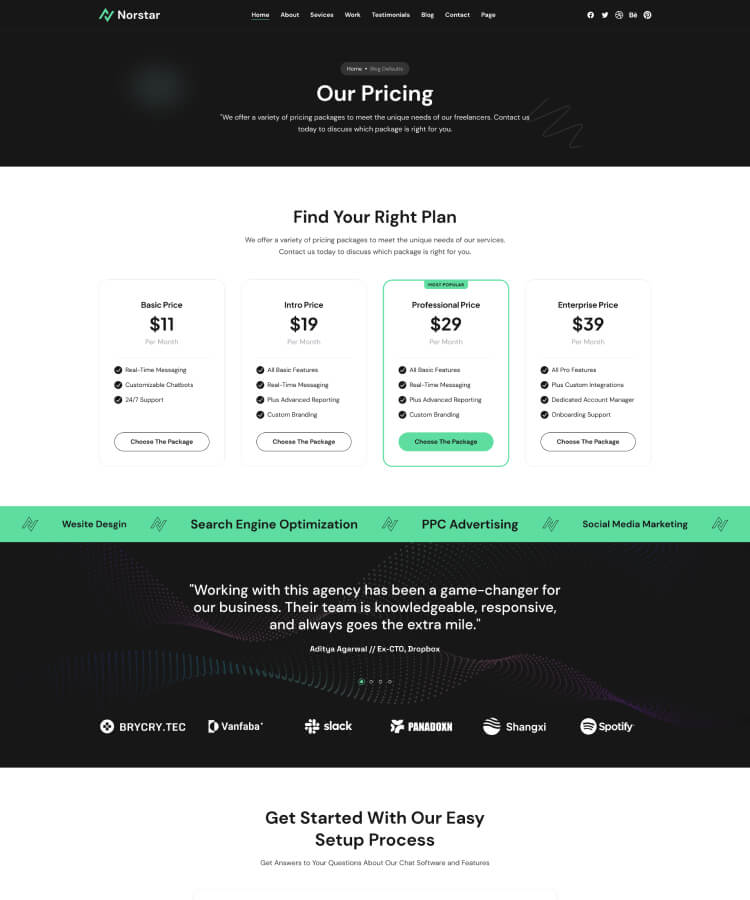 Norstar
Home About Sevices Work Testimonials Blog Contact Page
Bē
Home • Blog Defaults
Our Pricing
"We offer a variety of pricing packages to meet the unique needs of our freelancers. Contact us
today to discuss which package is right for you.
Find Your Right Plan
We offer a variety of pricing packages to meet the unique needs of our services.
Contact us today to discuss which package is right for you.
Basic Price
$11
Per Month
Real-Time Messaging
Customizable Chatbots
24/7 Support
Choose The Package
Intro Price
$19
Per Month
All Basic Features
Real-Time Messaging
Plus Advanced Reporting
Custom Branding
Choose The Package
MOST POPULAR
Professional Price
$29
Per Month
All Basic Features
Real-Time Messaging
Plus Advanced Reporting
Custom Branding
Choose The Package
Enterprise Price
$39
Per Month
All Pro Features
Plus Custom Integrations
Dedicated Account Manager
Onboarding Support
Choose The Package
Wesite Desgin Search Engine Optimization PPC Advertising Social Media Marketing
"Working with this agency has been a game-changer for
our business. Their team is knowledgeable, responsive,
and always goes the extra mile."
Aditya Agarwal // Ex-CTO, Dropbox
BRYCRY.TEC Vanfaba slack PANADOXN Shangxi Spotify
Get Started With Our Easy
Setup Process
Get Answers to Your Questions About Our Chat Software and Features